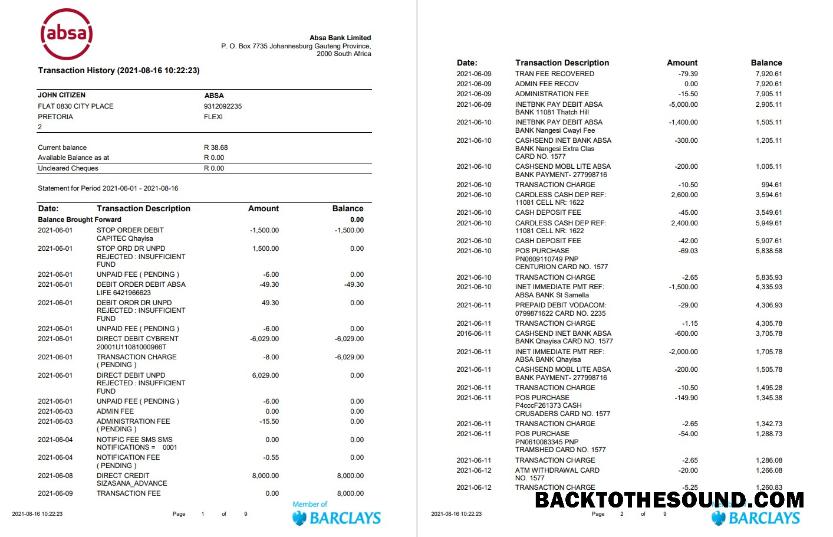 absa
Absa Bank Limited
P. O. Box 7735 Johannesburg Gauteng Province,
2000 South Africa
Transaction History (2021-08-16 10:22:23)
JOHN CITIZEN ABSA
FLAT 0830 CITY PLACE 9312092235
PRETORIA FLEXI
2
Current balance R 38.68
Available Balance as at R 0.00
Uncleared Cheques R 0.00
Statement for Period 2021-06-01 - 2021-08-16
Date: Transaction Description Amount Balance
Balance Brought Forward 0.00
2021-06-01 STOP ORDER DEBIT -1,500.00 -1,500.00
CAPITEC Qhayisa
2021-06-01 STOP ORD DR UNPD 1,500.00 0.00
REJECTED : INSUFFICIENT
FUND
2021-06-01 UNPAID FEE ( PENDING ) -6.00 0.00
2021-06-01 DEBIT ORDER DEBIT ABSA -49.30 -49.30
LIFE 6421966623
2021-06-01 DEBIT OROR DR UNPD 49.30 0.00
REJECTED : INSUFFICIENT
FUND
2021-06-01 UNPAID FEE ( PENDING ) -6.00 0.00
2021-06-01 DIRECT DEBIT CYBRENT -6,029.00 -6,029.00
20001U11081000966T
2021-06-01 TRANSACTION CHARGE -8.00 -6,029.00
( PENDING )
2021-06-01 DIRECT DEBIT UNPD 6,029.00 0.00
REJECTED : INSUFFICIENT
FUND
2021-06-01 UNPAID FEE ( PENDING ) -6.00 0.00
2021-06-03 ADMIN FEE 0.00 0.00
2021-06-03 ADMINISTRATION FEE -15.50 0.00
( PENDING )
2021-06-04 NOTIFIC FEE SMS SMS 0.00 0.00
NOTIFICATIONS = 0001
2021-06-04 NOTIFICATION FEE -0.55 0.00
( PENDING )
2021-06-08 DIRECT CREDIT 8,000.00 8,000.00
SIZASANA_ADVANCE
2021-06-09 TRANSACTION FEE 0.00 8,000.00
2021-08-16 10:22:23 Page 1 of 9
Member of
BARCLAYS
Date: Transaction Description Amount Balance
2021-06-09 TRAN FEE RECOVERED -79.39 7,920.61
2021-06-09 ADMIN FEE RECOV 0.00 7,920.61
2021-06-09 ADMINISTRATION FEE -15.50 7,905.11
2021-06-09 INETBNK PAY DEBIT ABSA -5,000.00 2,905.11
BANK 11081 Thatch Hill
2021-06-10 INETBNK PAY DEBIT ABSA -1,400.00 1,505.11
BANK Nangesi Cwayi Fee
2021-06-10 CASHSEND INET BANK ABSA -300.00 1,205.11
BANK Nangesi Extra Clas
CARD NO. 1577
2021-06-10 CASHSEND MOBL LITE ABSA -200.00 1,005.11
BANK PAYMENT- 277998716
2021-06-10 TRANSACTION CHARGE -10.50 994.61
2021-06-10 CARDLESS CASH DEP REF: 2,600.00 3,594.61
11081 CELL NR: 1622
2021-06-10 CASH DEPOSIT FEE -45.00 3,549.61
2021-06-10 CARDLESS CASH DEP REF: 2,400.00 5,949.61
11081 CELL NR: 1622
2021-06-10 CASH DEPOSIT FEE -42.00 5,907.61
2021-06-10 POS PURCHASE -69.03 5,838.58
PN0609110749 PNP
CENTURION CARD NO. 1577
2021-06-10 TRANSACTION CHARGE -2.65 5,835.93
2021-06-10 INET IMMEDIATE PMT REF: -1,500.00 4,335.93
ABSA BANK St Samella
2021-06-11 PREPAID DEBIT VODACOM: -29.00 4,306.93
0799871622 CARD NO. 2235
2021-06-11 TRANSACTION CHARGE -1.15 4,305.78
2016-06-11 CASHSEND INET BANK ABSA -600.00 3,705.78
BANK Qhayisa CARD NO. 1577
2021-06-11 INET IMMEDIATE PMT REF: -2,000.00 1,705.78
ABSA BANK Qhayisa
2021-06-11 CASHSEND MOBL LITE ABSA -200.00 1,505.78
BANK PAYMENT- 277998716
2021-06-11 TRANSACTION CHARGE -10.50 1,495.28
2021-06-11 POS PURCHASE -149.90 1,345.38
P4cccF261373 CASH
CRUSADERS CARD NO. 1577
2021-06-11 TRANSACTION CHARGE -2.65 1,342.73
2021-06-11 POS PURCHASE -54.00 1,288.73
PN0610083345 PNP
TRAMSHED CARD NO. 1577
2021-06-11 TRANSACTION CHARGE -2.65 1,286.08
2021-06-12 ATM WITHDRAWAL CARD -20.00 1,266.08
NO. 1577
2021-06-12 TRANSACTION CHARGE -5.25 1,260.83
BACKTOTHESOUND.COM
2021-08-16 10:22:23 Page 2 of 9
BARCLAYS